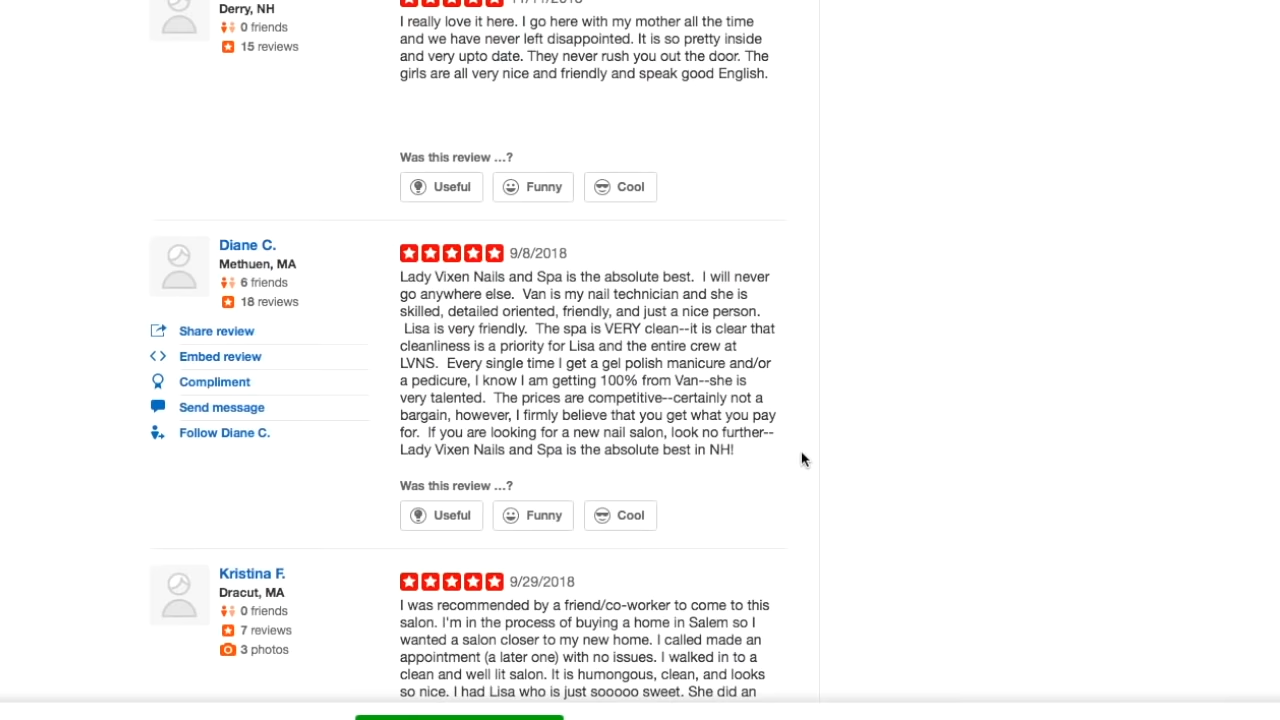 Derry, NH
0 friends
15 reviews
I really love it here. I go here with my mother all the time
and we have never left disappointed. It is so pretty inside
and very upto date. They never rush you out the door. The
girls are all very nice and friendly and speak good English.
Was this review ...?
Useful
Funny
Cool
Diane C.
Methuen, MA
6 friends
18 reviews
Share review
Embed review
Compliment
Send message
Follow Diane C.
9/8/2018
Lady Vixen Nails and Spa is the absolute best.  I will never
go anywhere else.  Van is my nail technician and she is
skilled, detailed oriented, friendly, and just a nice person.
Lisa is very friendly.  The spa is VERY clean--it is clear that
cleanliness is a priority for Lisa and the entire crew at
LVNS.  Every single time I get a gel polish manicure and/or
a pedicure, I know I am getting 100% from Van--she is
very talented.  The prices are competitive--certainly not a
bargain, however, I firmly believe that you get what you pay
for.  If you are looking for a new nail salon, look no further--
Lady Vixen Nails and Spa is the absolute best in NH!
Was this review ...?
Useful
Funny
Cool
Kristina F.
Dracut, MA
0 friends
7 reviews
3 photos
9/29/2018
I was recommended by a friend/co-worker to come to this
salon. I'm in the process of buying a home in Salem so I
wanted a salon closer to my new home. I called made an
appointment (a later one) with no issues. I walked in to a
clean and well lit salon. It is humongous, clean, and looks
so nice. I had Lisa who is just sooooo sweet. She did an